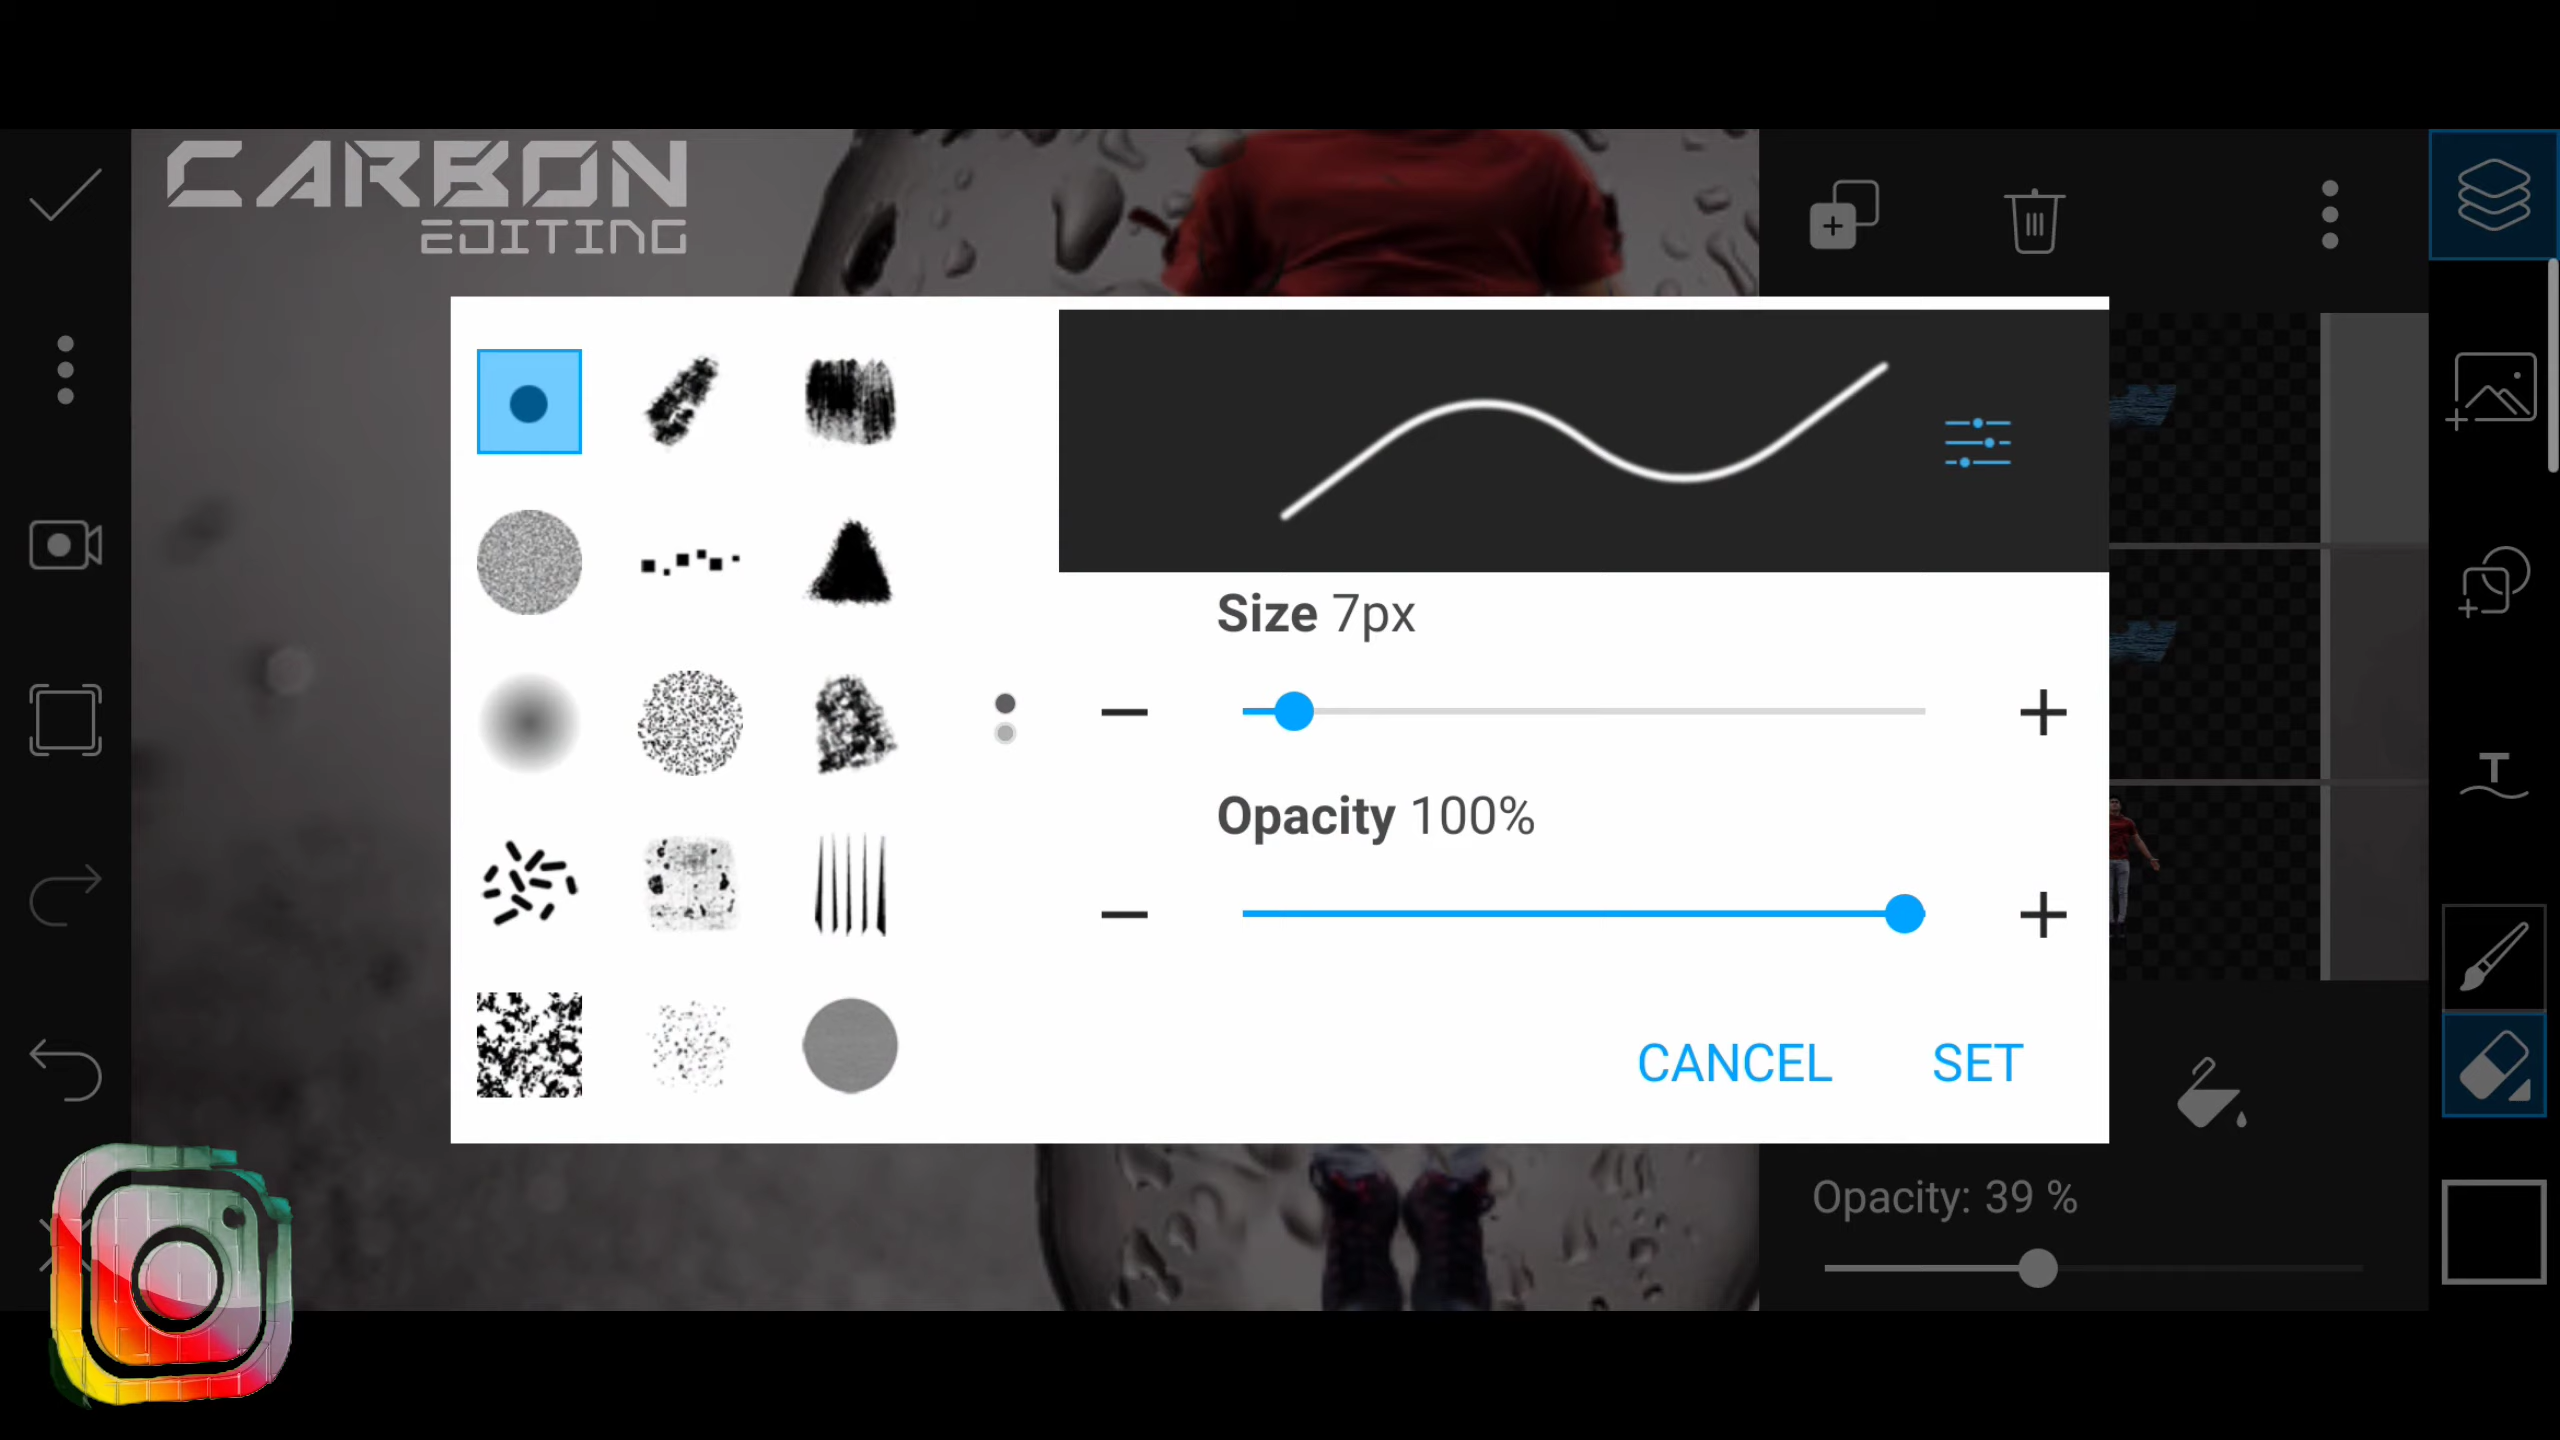 CARBON
EDITING
Size 7px
Opacity 100%
CANCEL SET
T
Opacity: 39 %